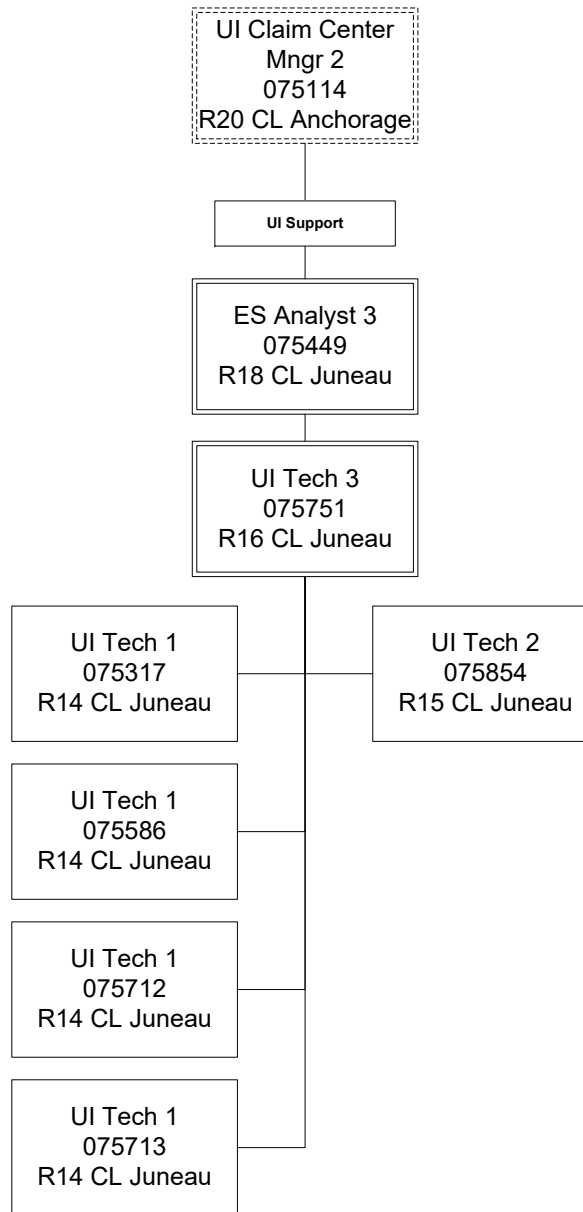 UI Claim Center
Mngr 2
075114
R20 CL Anchorage
UI Support
ES Analyst 3
075449
R18 CL Juneau
UI Tech 3
075751
R16 CL Juneau
UI Tech 1
075317
R14 CL Juneau
UI Tech 2
075854
R15 CL Juneau
UI Tech 1
075586
R14 CL Juneau
UI Tech 1
075712
R14 CL Juneau
UI Tech 1
075713
R14 CL Juneau